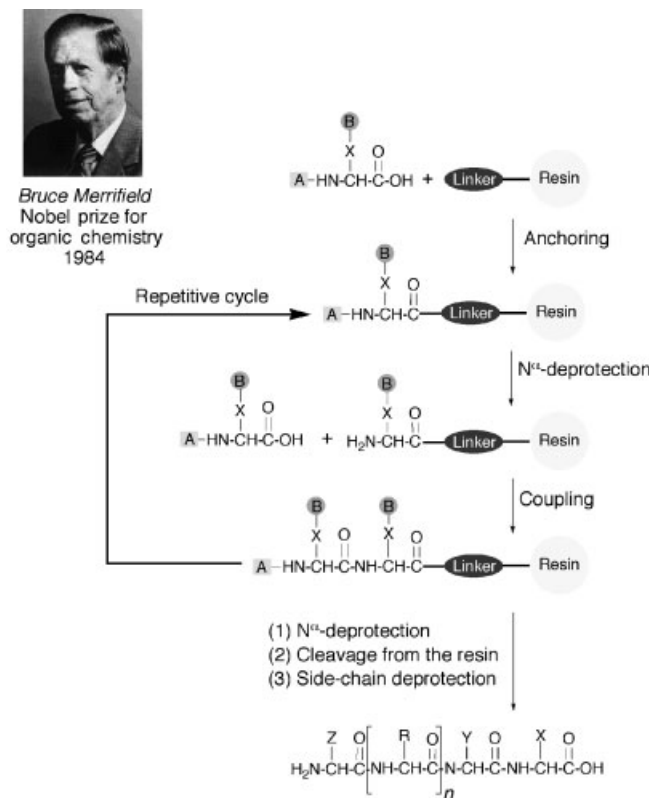 Bruce Merrifield
Nobel prize for
organic chemistry
1984
B
X O
A-HN-CH-C-OH + Linker Resin
Anchoring
Repetitive cycle
B
X O
A-HN-CH-C Linker Resin
Nα-deprotection
B B
X O X O
A-HN-CH-C-OH + H₂N-CH-C Linker Resin
Coupling
B B
X O X O
A-HN-CH-C-NH-CH-C Linker Resin
(1) Nα-deprotection
(2) Cleavage from the resin
(3) Side-chain deprotection
Z O R O Y O X O
H₂N-CH-C[NH-CH-C]N-CH-C-NH-CH-C-OH
n